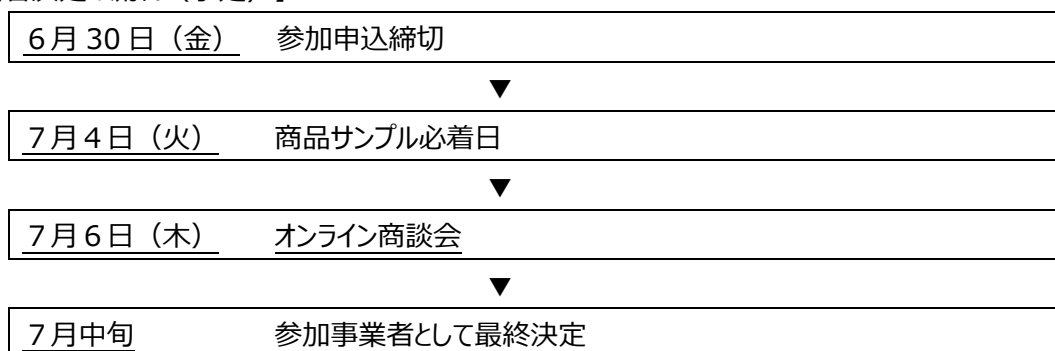 6月 30 日（金） 参加申込締切
▼
7月4日（火） 商品サンプル必着日
▼
7月6日（木） オンライン商談会
▼
7月中旬 参加事業者として最終決定